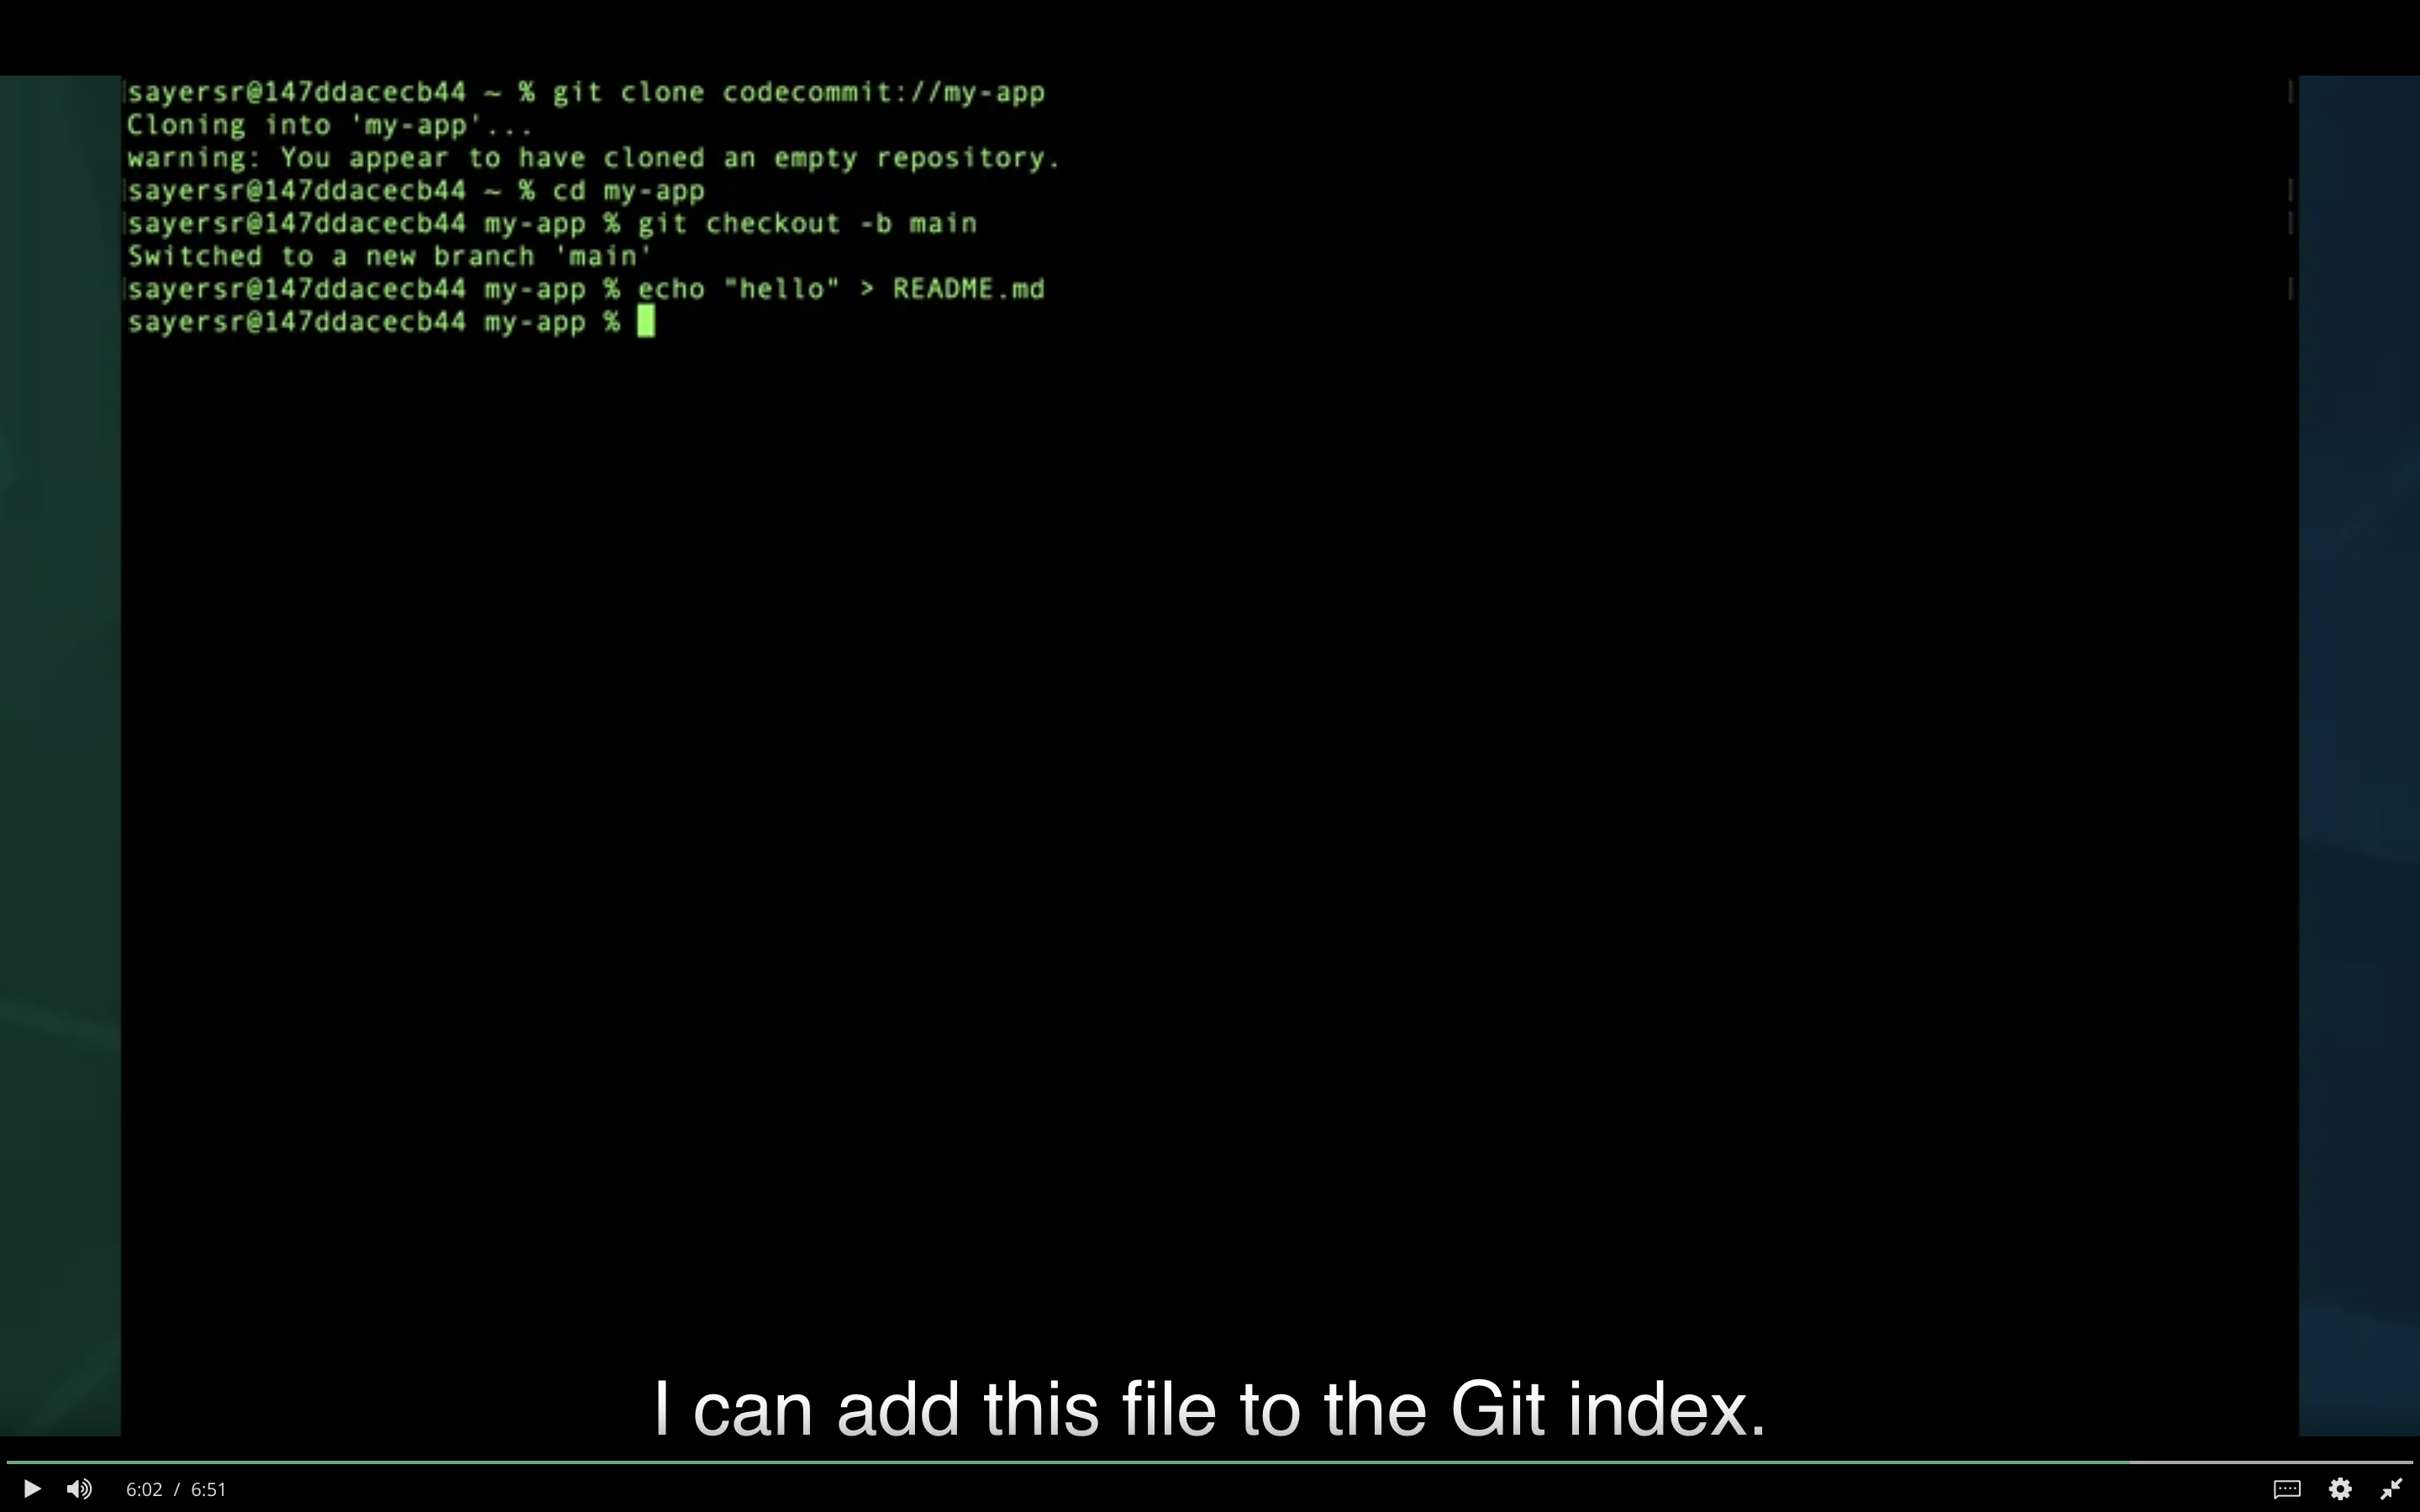 sayersr@147ddacecb44 ~ % git clone codecommit://my-app
Cloning into 'my-app'...
warning: You appear to have cloned an empty repository.
sayersr@147ddacecb44 ~ % cd my-app
sayersr@147ddacecb44 my-app % git checkout -b main
Switched to a new branch 'main'
sayersr@147ddacecb44 my-app % echo "hello" > README.md
sayersr@147ddacecb44 my-app %
I can add this file to the Git index.
6:02 / 6:51